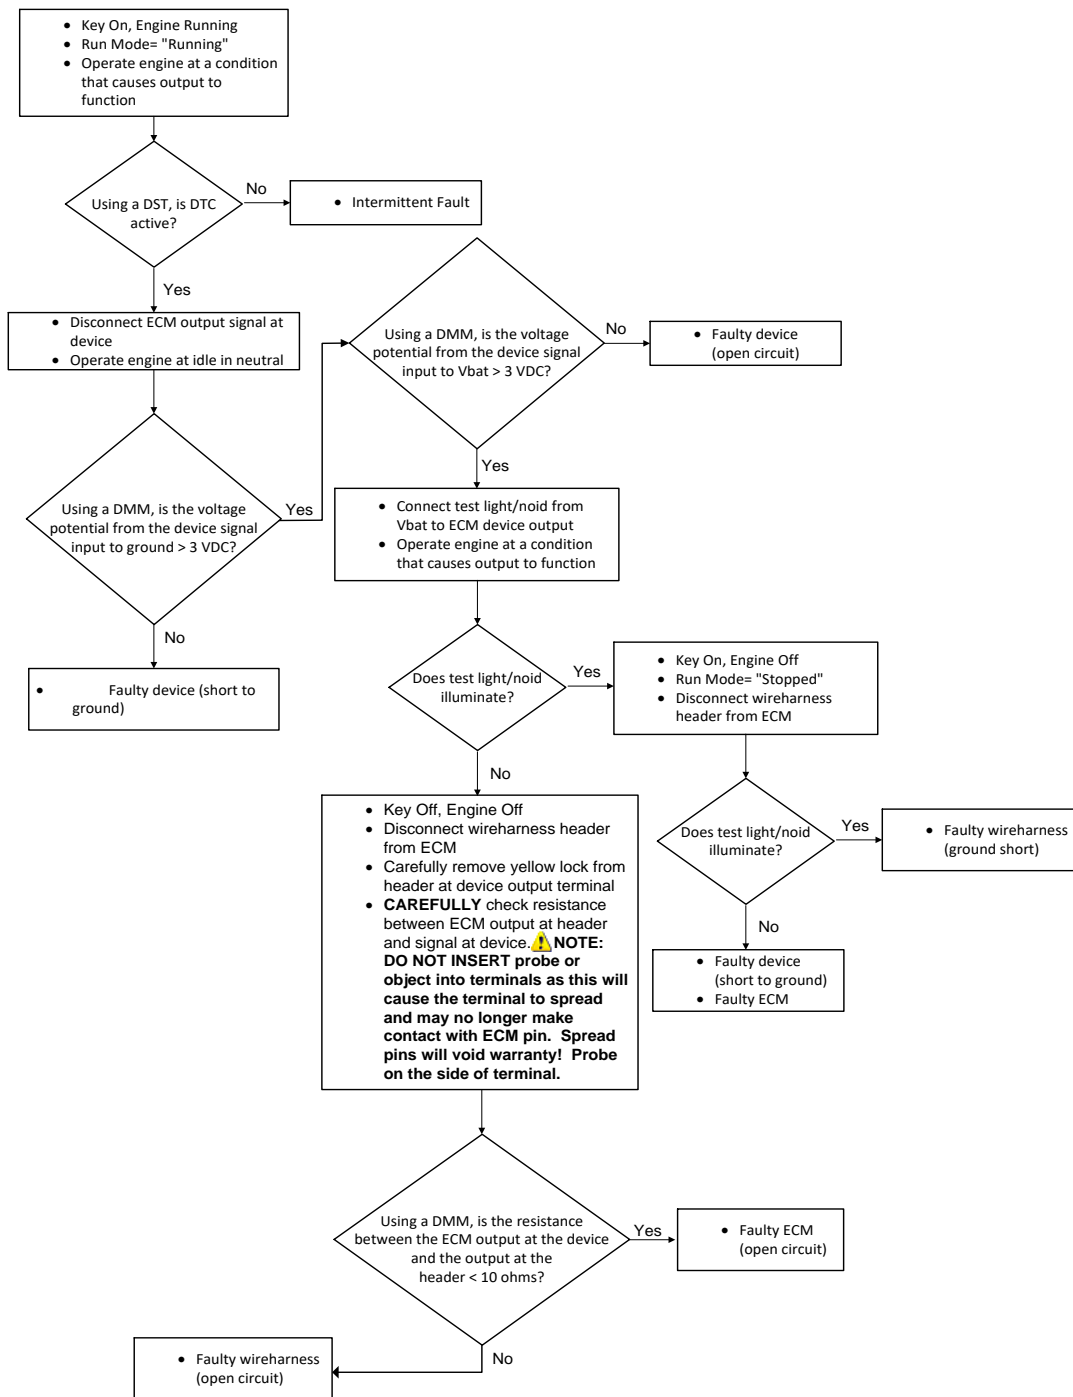 • Key On, Engine Running
• Run Mode= "Running"
• Operate engine at a condition
that causes output to
function
Using a DST, is DTC
active?
No
• Intermittent Fault
Yes
• Disconnect ECM output signal at
device
• Operate engine at idle in neutral
Using a DMM, is the voltage
potential from the device signal
input to ground > 3 VDC?
Yes
No
• Faulty device (short to
ground)
Using a DMM, is the voltage
potential from the device signal
input to Vbat > 3 VDC?
No
• Faulty device
(open circuit)
Yes
• Connect test light/noid from
Vbat to ECM device output
• Operate engine at a condition
that causes output to function
Does test light/noid
illuminate?
Yes
• Key On, Engine Off
• Run Mode= "Stopped"
• Disconnect wireharness
header from ECM
Does test light/noid
illuminate?
Yes
• Faulty wireharness
(ground short)
No
• Faulty device
(short to ground)
• Faulty ECM
No
• Key Off, Engine Off
• Disconnect wireharness header
from ECM
• Carefully remove yellow lock from
header at device output terminal
• CAREFULLY check resistance
between ECM output at header
and signal at device. NOTE:
DO NOT INSERT probe or
object into terminals as this will
cause the terminal to spread
and may no longer make
contact with ECM pin. Spread
pins will void warranty! Probe
on the side of terminal.
Using a DMM, is the resistance
between the ECM output at the device
and the output at the
header < 10 ohms?
Yes
• Faulty ECM
(open circuit)
No
• Faulty wireharness
(open circuit)